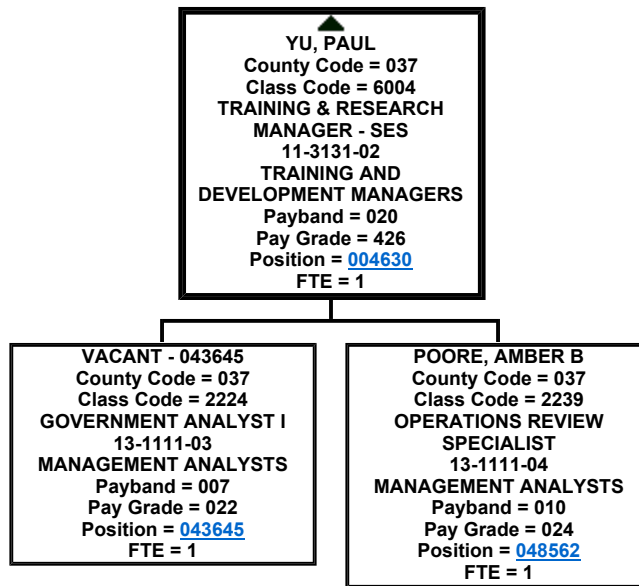 YU, PAUL
County Code = 037
Class Code = 6004
TRAINING & RESEARCH
MANAGER - SES
11-3131-02
TRAINING AND
DEVELOPMENT MANAGERS
Payband = 020
Pay Grade = 426
Position = 004630
FTE = 1
VACANT - 043645
County Code = 037
Class Code = 2224
GOVERNMENT ANALYST I
13-1111-03
MANAGEMENT ANALYSTS
Payband = 007
Pay Grade = 022
Position = 043645
FTE = 1
POORE, AMBER B
County Code = 037
Class Code = 2239
OPERATIONS REVIEW
SPECIALIST
13-1111-04
MANAGEMENT ANALYSTS
Payband = 010
Pay Grade = 024
Position = 048562
FTE = 1